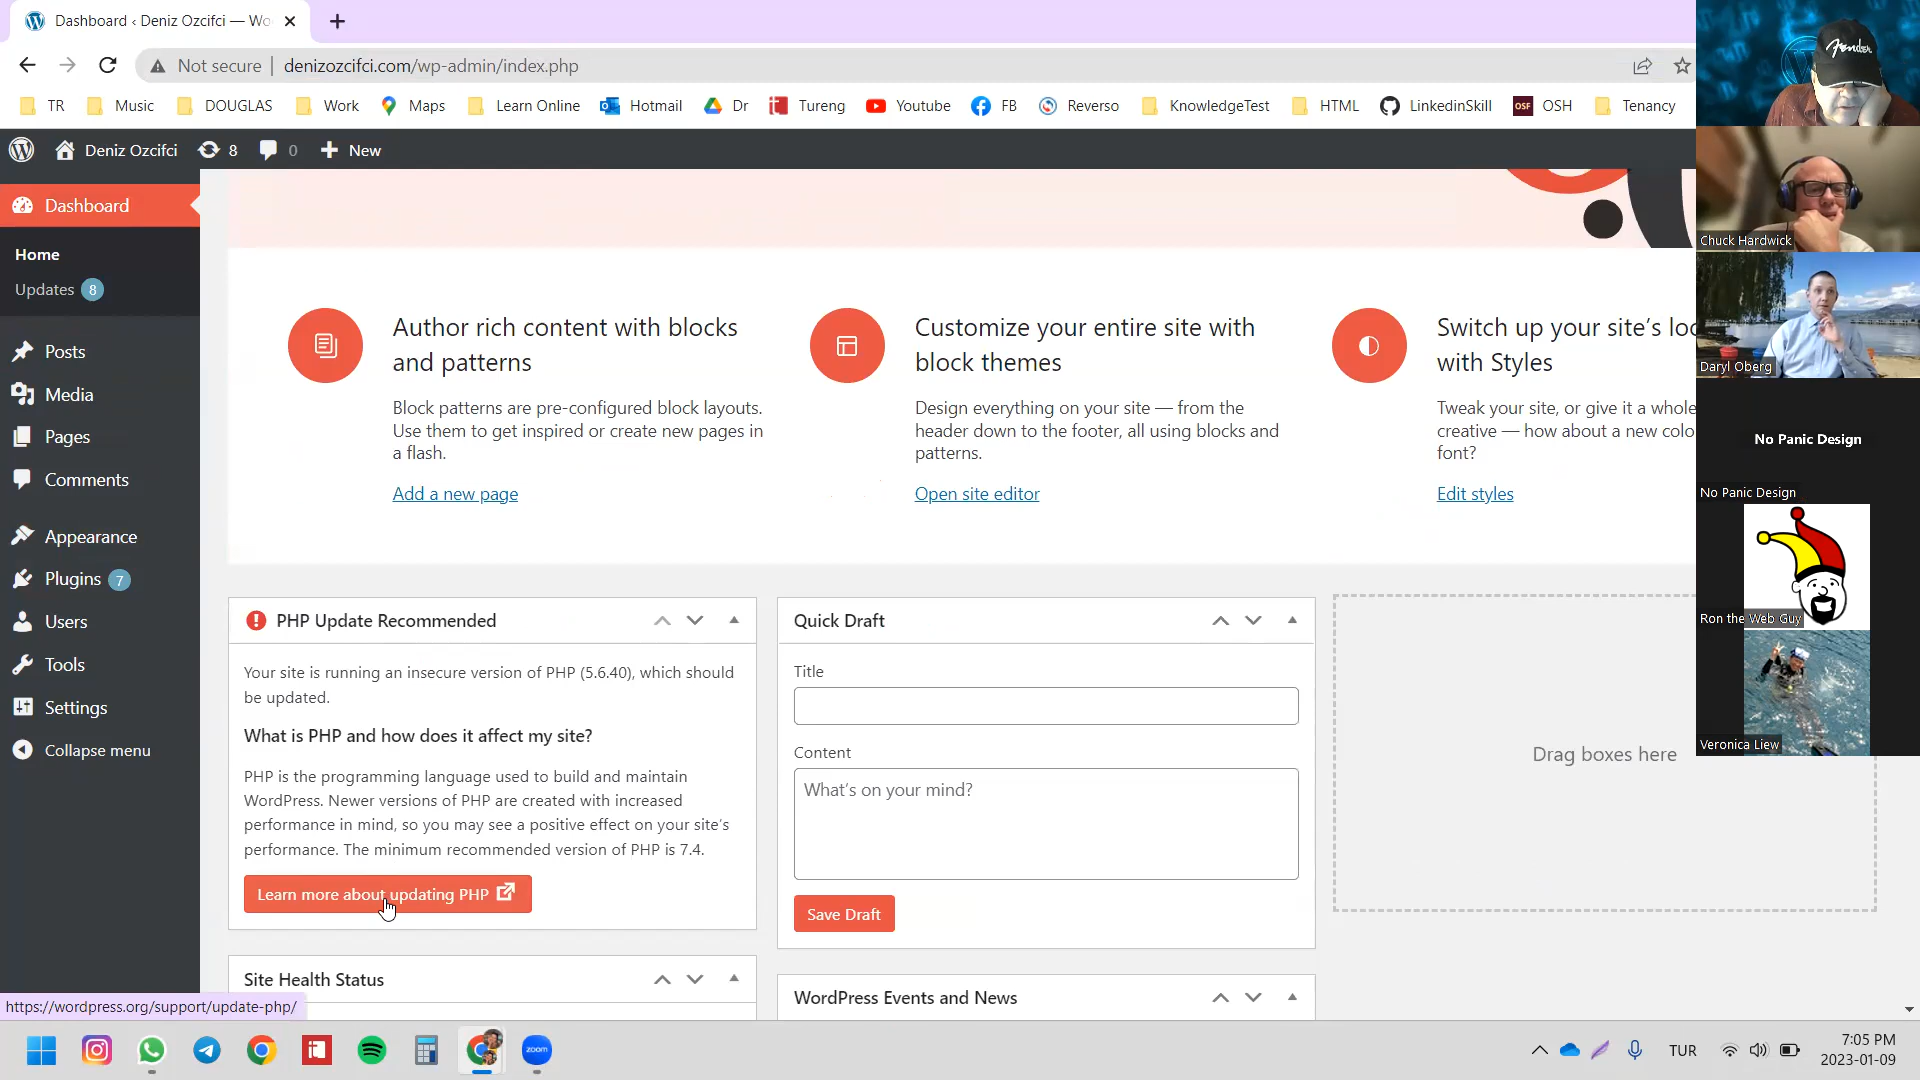 Dashboard ‹ Deniz Ozcifci — Wo
Not secure
denizozcifci.com/wp-admin/index.php
TR
Music
DOUGLAS
Work
Maps
Learn Online
Hotmail
Dr
Tureng
Youtube
FB
Reverso
KnowledgeTest
HTML
LinkedinSkill
OSF
OSH
Tenancy
Deniz Ozcifci
8
0
New
Dashboard
Home
Updates 8
Posts
Media
Pages
Comments
Appearance
Plugins 7
Users
Tools
Settings
Collapse menu
Author rich content with blocks
and patterns
Block patterns are pre-configured block layouts.
Use them to get inspired or create new pages in
a flash.
Add a new page
Customize your entire site with
block themes
Design everything on your site — from the
header down to the footer, all using blocks and
patterns.
Open site editor
Switch up your site's loo
with Styles
Tweak your site, or give it a whole
creative — how about a new colo
font?
Edit styles
PHP Update Recommended
Your site is running an insecure version of PHP (5.6.40), which should
be updated.
What is PHP and how does it affect my site?
PHP is the programming language used to build and maintain
WordPress. Newer versions of PHP are created with increased
performance in mind, so you may see a positive effect on your site's
performance. The minimum recommended version of PHP is 7.4.
Learn more about updating PHP
Site Health Status
Quick Draft
Title
Content
What's on your mind?
Save Draft
WordPress Events and News
Drag boxes here
Fender
Chuck Hardwick
Daryl Oberg
No Panic Design
No Panic Design
Ron the Web Guy
Veronica Liew
https://wordpress.org/support/update-php/
zoom
TUR
7:05 PM
2023-01-09